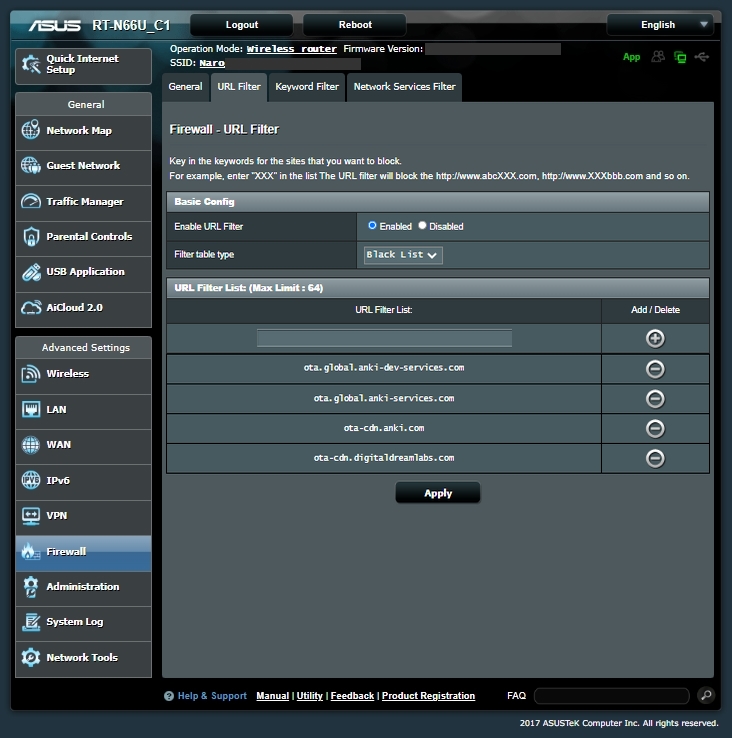 ASUS RT-N66U_C1 Logout Reboot English
Quick Internet Setup
Operation Mode: Wireless router Firmware Version:
SSID: Naro
App
General
Network Map
Guest Network
Traffic Manager
Parental Controls
USB Application
AiCloud 2.0
Advanced Settings
Wireless
LAN
WAN
IPv6
VPN
Firewall
Administration
System Log
Network Tools
General URL Filter Keyword Filter Network Services Filter
Firewall - URL Filter
Key in the keywords for the sites that you want to block.
For example, enter "XXX" in the list The URL filter will block the http://www.abcXXX.com, http://www.XXXbbb.com and so on.
Basic Config
Enable URL Filter Enabled Disabled
Filter table type Black List
URL Filter List: (Max Limit : 64)
URL Filter List: Add / Delete
ota.global.anki-dev-services.com
ota.global.anki-services.com
ota-cdn.anki.com
ota-cdn.digitaldreamlabs.com
Apply
? Help & Support Manual | Utility | Feedback | Product Registration FAQ
2017 ASUSTeK Computer Inc. All rights reserved.